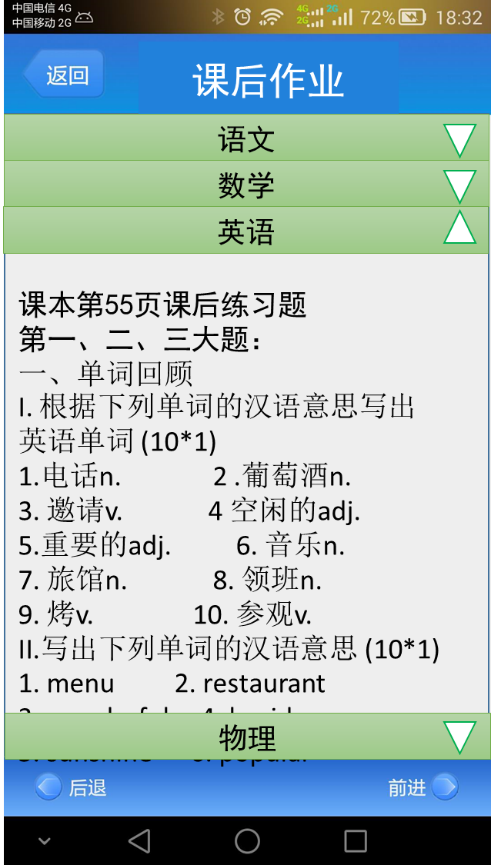 中国电信 4G
中国移动 2G
4G 2G
2G
72% 18:32
返回 课后作业
语文
数学
英语
课本第55页课后练习题
第一、二、三大题：
一、单词回顾
I. 根据下列单词的汉语意思写出
英语单词 (10*1)
1.电话n. 2 .葡萄酒n.
3. 邀请v. 4 空闲的adj.
5.重要的adj. 6. 音乐n.
7. 旅馆n. 8. 领班n.
9. 烤v. 10. 参观v.
II.写出下列单词的汉语意思 (10*1)
1. menu 2. restaurant
物理
后退 前进